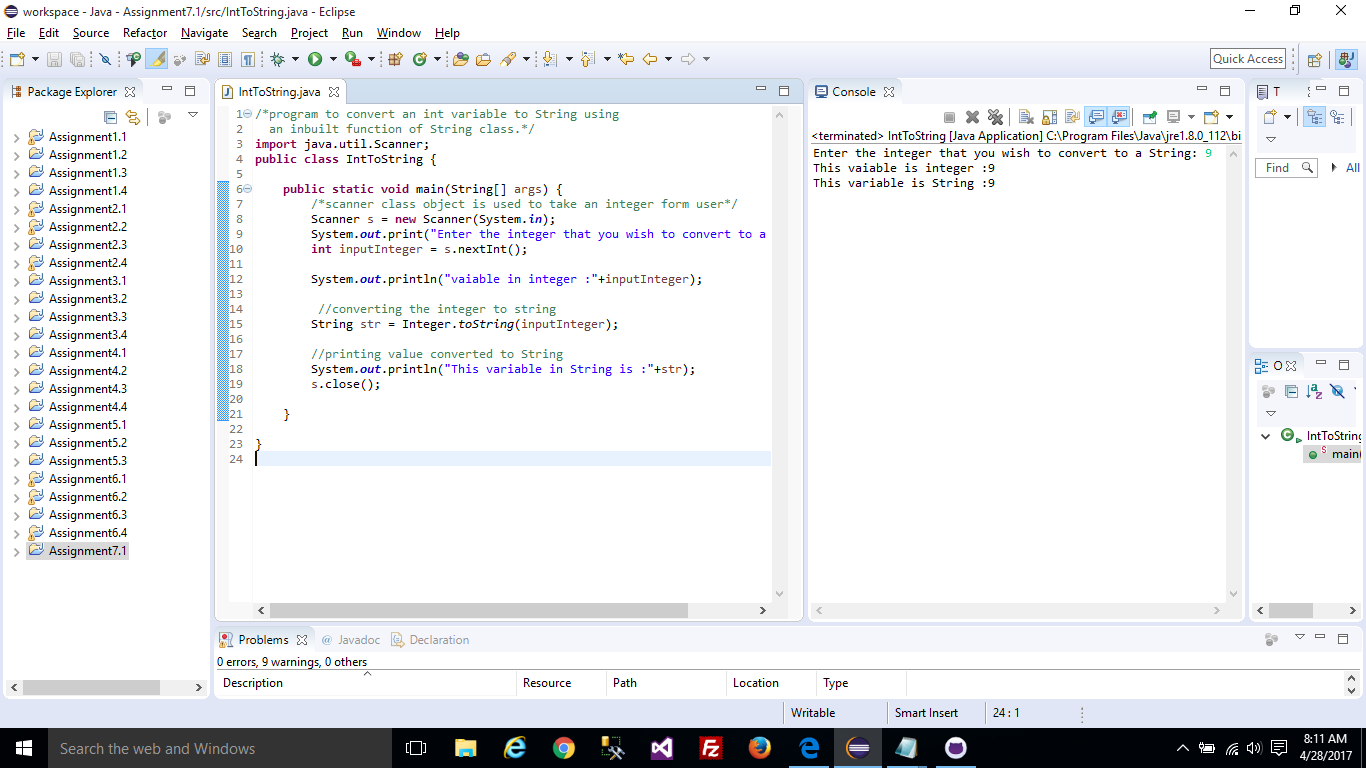 workspace - Java - Assignment7.1/src/IntToString.java - Eclipse
File Edit Source Refactor Navigate Search Project Run Window Help
Quick Access
Package Explorer
Assignment1.1
Assignment1.2
Assignment1.3
Assignment1.4
Assignment2.1
Assignment2.2
Assignment2.3
Assignment2.4
Assignment3.1
Assignment3.2
Assignment3.3
Assignment3.4
Assignment4.1
Assignment4.2
Assignment4.3
Assignment4.4
Assignment5.1
Assignment5.2
Assignment5.3
Assignment6.1
Assignment6.2
Assignment6.3
Assignment6.4
Assignment7.1
IntToString.java
1 /*program to convert an int variable to String using
2 an inbuilt function of String class.*/
3 import java.util.Scanner;
4 public class IntToString {
5
6 public static void main(String[] args) {
7 /*scanner class object is used to take an integer form user*/
8 Scanner s = new Scanner(System.in);
9 System.out.print("Enter the integer that you wish to convert to a
10 int inputInteger = s.nextInt();
11
12 System.out.println("vaiable in integer :"+inputInteger);
13
14 //converting the integer to string
15 String str = Integer.toString(inputInteger);
16
17 //printing value converted to String
18 System.out.println("This variable in String is :"+str);
19 s.close();
20
21 }
22
23 }
24
Console
<terminated> IntToString [Java Application] C:\Program Files\Java\jre1.8.0_112\bi
Enter the integer that you wish to convert to a String: 9
This vaiable is integer :9
This variable is String :9
T
Find All
O
IntToString
main(
Problems @ Javadoc Declaration
0 errors, 9 warnings, 0 others
Description Resource Path Location Type
Writable Smart Insert 24 : 1
Search the web and Windows
8:11 AM
4/28/2017